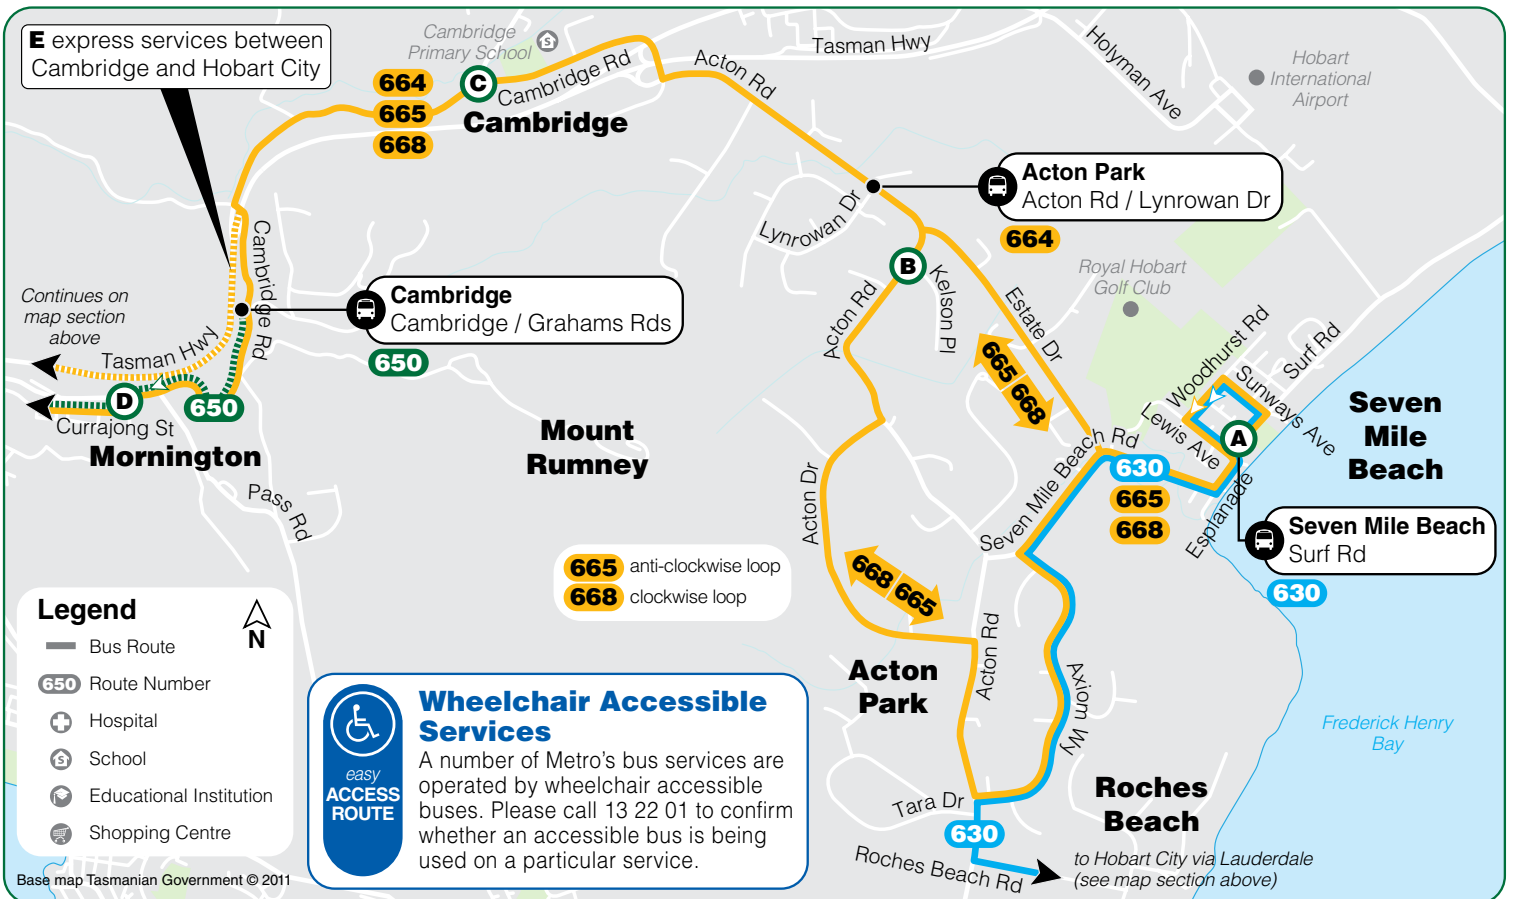 E express services between
Cambridge and Hobart City
Cambridge
Primary School
S
664
665
668
C
Cambridge
Cambridge Rd
Acton Rd
Tasman Hwy
Holyman Ave
Hobart
International
Airport
Acton Park
Acton Rd / Lynrowan Dr
664
Lynrowan Dr
B
Kelson Pl
Acton Rd
Estate Dr
Royal Hobart
Golf Club
Cambridge Rd
Continues on
map section
above
Tasman Hwy
Cambridge
Cambridge / Grahams Rds
650
D
650
Currajong St
Mornington
Pass Rd
Mount
Rumney
665 668
Woodhurst Rd
Surf Rd
Sunways Ave
Lewis Ave
A
Seven
Mile
Beach
Seven Mile Beach Rd
630
665
668
Esplanade
Seven Mile Beach
Surf Rd
630
Acton Dr
668 665
665 anti-clockwise loop
668 clockwise loop
Acton Rd
Axiom Wy
Acton
Park
Tara Dr
630
Roches Beach Rd
Roches
Beach
to Hobart City via Lauderdale
(see map section above)
Frederick Henry
Bay
Legend
N
Bus Route
650 Route Number
Hospital
S School
Educational Institution
Shopping Centre
Base map Tasmanian Government © 2011
easy
ACCESS
ROUTE
Wheelchair Accessible
Services
A number of Metro's bus services are
operated by wheelchair accessible
buses. Please call 13 22 01 to confirm
whether an accessible bus is being
used on a particular service.